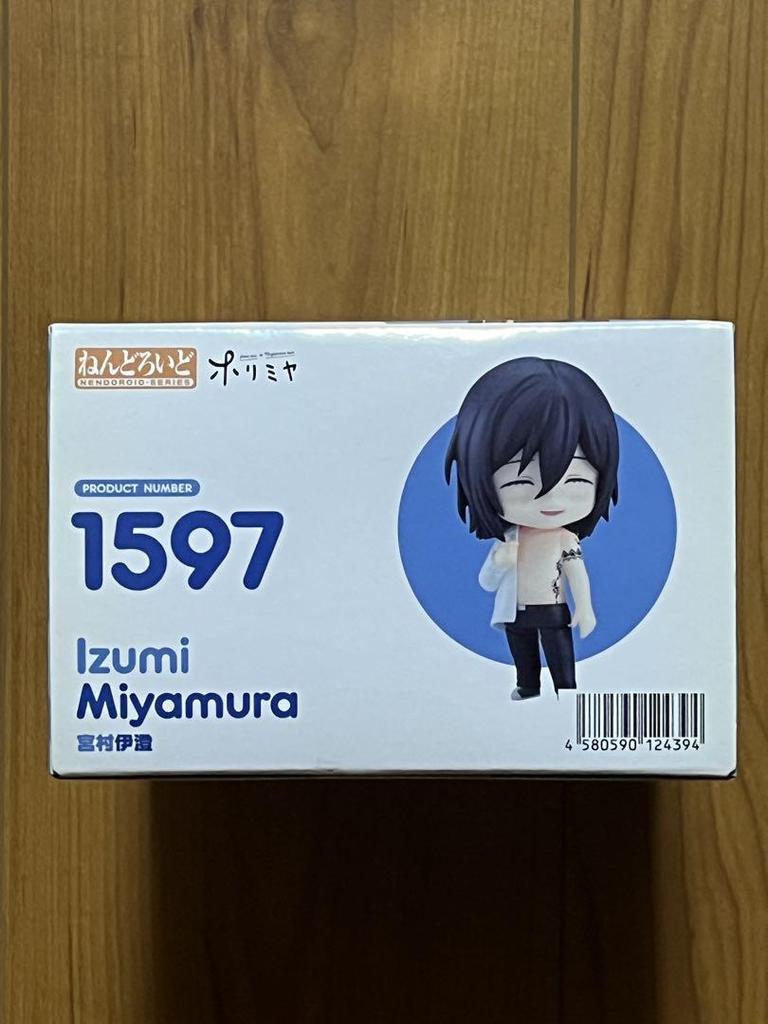 ねんどろいど
NENDOROID-SERIES
ホリミヤ
PRODUCT NUMBER
1597
Izumi
Miyamura
宮村伊澄
4 580590 124394